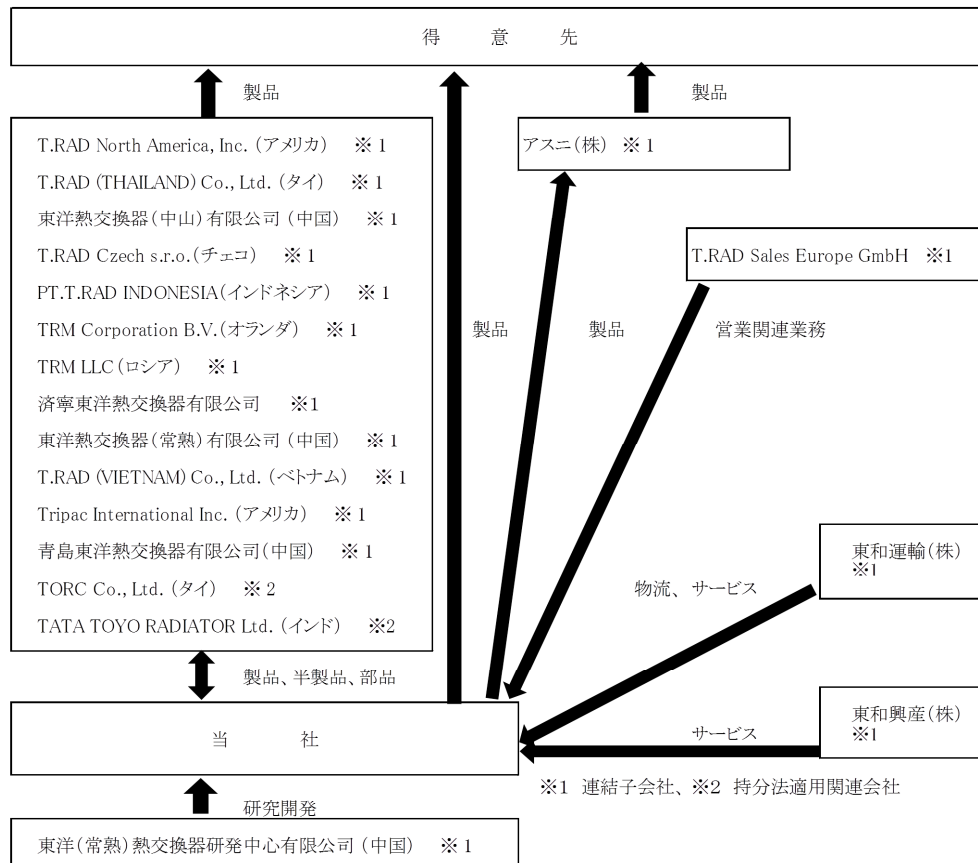 得 意 先
製品
製品
T.RAD North America, Inc. (アメリカ) ※ 1
T.RAD (THAILAND) Co., Ltd. (タイ) ※ 1
東洋熱交換器(中山)有限公司 (中国) ※ 1
T.RAD Czech s.r.o.(チェコ) ※ 1
PT.T.RAD INDONESIA(インドネシア) ※ 1
TRM Corporation B.V.(オランダ) ※ 1
TRM LLC(ロシア) ※ 1
済寧東洋熱交換器有限公司 ※1
東洋熱交換器(常熟)有限公司 (中国) ※ 1
T.RAD (VIETNAM) Co., Ltd. (ベトナム) ※ 1
Tripac International Inc. (アメリカ) ※ 1
青島東洋熱交換器有限公司(中国) ※ 1
TORC Co., Ltd. (タイ) ※ 2
TATA TOYO RADIATOR Ltd. (インド) ※2
アスニ(株) ※ 1
T.RAD Sales Europe GmbH ※1
製品
製品
営業関連業務
東和運輸(株)
※1
物流、サービス
製品、半製品、部品
東和興産(株)
※1
サービス
当 社
※1 連結子会社、※2 持分法適用関連会社
研究開発
東洋(常熟)熱交換器研発中心有限公司 (中国) ※ 1